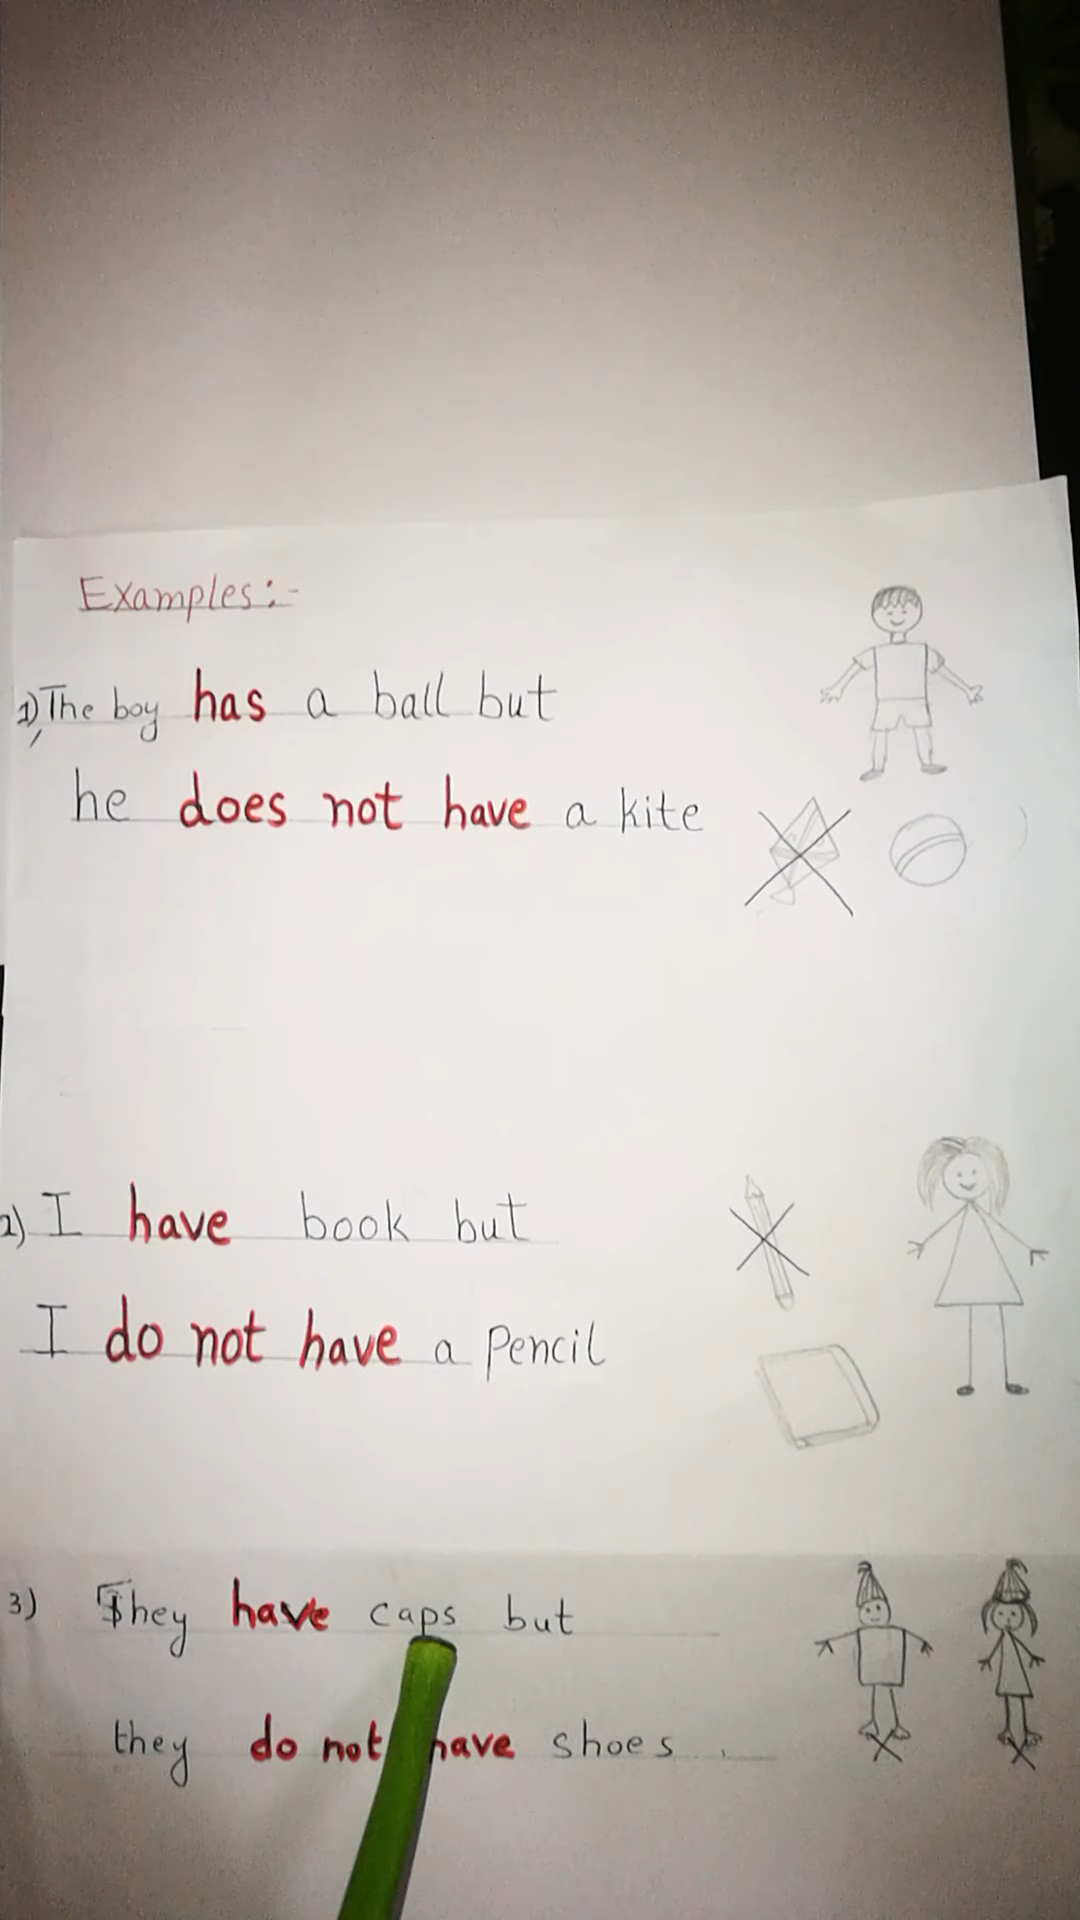 Examples:-
1) The boy has a ball but
he does not have a kite
2) I have book but
I do not have a pencil
3) They have caps but
they do not have shoes.